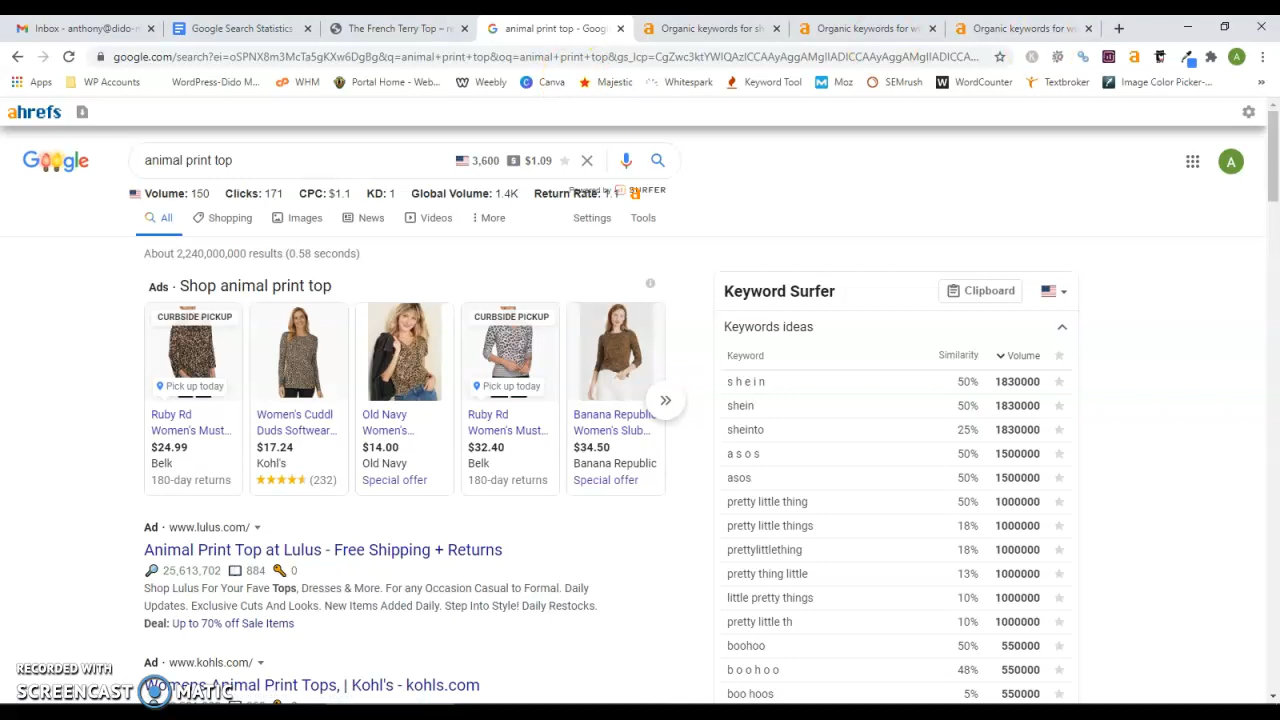 Inbox - anthony@dido-m
Google Search Statistics
The French Terry Top – re
animal print top - Goog
Organic keywords for sh
Organic keywords for wi
Organic keywords for ww
google.com/search?ei=oSPNX8m3McTa5gKXw6DgBg&q=animal+print+top&oq=animal+print+top&gs_lcp=CgZwc3ktYWIQAzICCAAyAggAMgIIADICCAAyAggAMgIIADICCA...
Apps
WP Accounts
WordPress-Dido M...
WHM
Portal Home - Web...
Weebly
Canva
Majestic
Whitespark
Keyword Tool
Moz
SEMrush
WordCounter
Textbroker
Image Color Picker-...
ahrefs
Google
animal print top
3,600
$1.09
A
Volume: 150 Clicks: 171 CPC: $1.1 KD: 1 Global Volume: 1.4K Return Rate: 1.1
SURFER
All
Shopping
Images
News
Videos
More
Settings
Tools
About 2,240,000,000 results (0.58 seconds)
Ads · Shop animal print top
CURBSIDE PICKUP
Pick up today
Ruby Rd
Women's Must...
$24.99
Belk
180-day returns
Women's Cuddl
Duds Softwear...
$17.24
Kohl's
(232)
Old Navy
Women's...
$14.00
Old Navy
Special offer
CURBSIDE PICKUP
Pick up today
Ruby Rd
Women's Must...
$32.40
Belk
180-day returns
Banana Republic
Women's Slub...
$34.50
Banana Republic
Special offer
Ad · www.lulus.com/
Animal Print Top at Lulus - Free Shipping + Returns
25,613,702 884 0
Shop Lulus For Your Fave Tops, Dresses & More. For any Occasion Casual to Formal. Daily
Updates. Exclusive Cuts And Looks. New Items Added Daily. Step Into Style! Daily Restocks.
Deal: Up to 70% off Sale Items
Ad · www.kohls.com/
Womens Animal Print Tops, | Kohl's - kohls.com
Keyword Surfer
Clipboard
Keywords ideas
Keyword Similarity Volume
s h e i n 50% 1830000
shein 50% 1830000
sheinto 25% 1830000
a s o s 50% 1500000
asos 50% 1500000
pretty little thing 50% 1000000
pretty little things 18% 1000000
prettylittlething 18% 1000000
pretty thing little 13% 1000000
little pretty things 10% 1000000
pretty little th 10% 1000000
boohoo 50% 550000
b o o h o o 48% 550000
boo hoos 5% 550000
RECORDED WITH
SCREENCAST MATIC